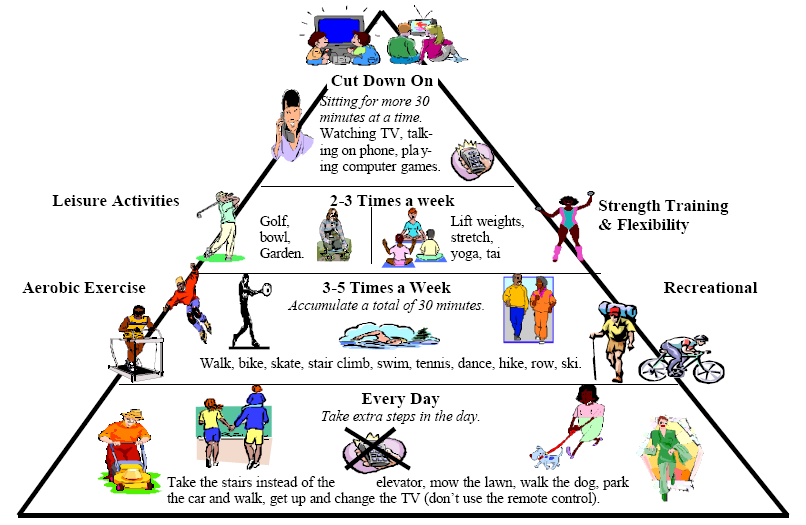 Cut Down On
Sitting for more 30
minutes at a time.
Watching TV, talk-
ing on phone, play-
ing computer games.
Leisure Activities
2-3 Times a week
Strength Training
& Flexibility
Golf,
bowl,
Garden.
Lift weights,
stretch,
yoga, tai
Aerobic Exercise
3-5 Times a Week
Recreational
Accumulate a total of 30 minutes.
Walk, bike, skate, stair climb, swim, tennis, dance, hike, row, ski.
Every Day
Take extra steps in the day.
Take the stairs instead of the elevator, mow the lawn, walk the dog, park
the car and walk, get up and change the TV (don't use the remote control).